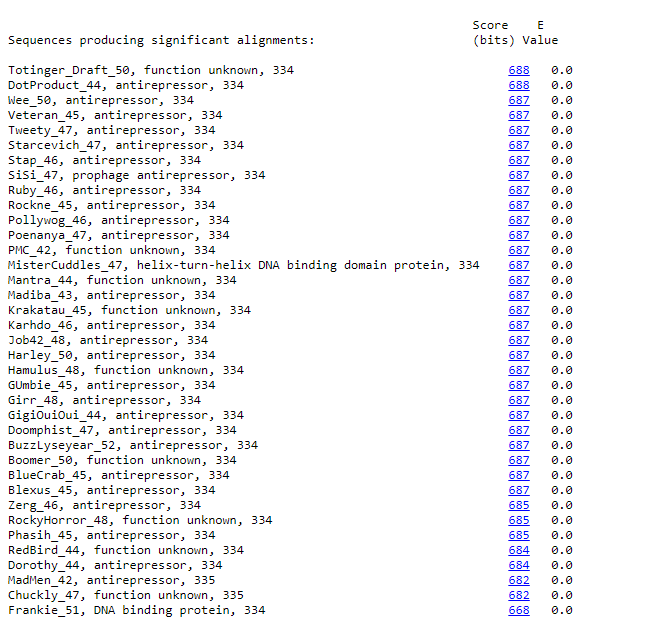 Score E
Sequences producing significant alignments: (bits) Value
Totinger_Draft_50, function unknown, 334 688 0.0
DotProduct_44, antirepressor, 334 688 0.0
Wee_50, antirepressor, 334 687 0.0
Veteran_45, antirepressor, 334 687 0.0
Tweety_47, antirepressor, 334 687 0.0
Starcevich_47, antirepressor, 334 687 0.0
Stap_46, antirepressor, 334 687 0.0
SiSi_47, prophage antirepressor, 334 687 0.0
Ruby_46, antirepressor, 334 687 0.0
Rockne_45, antirepressor, 334 687 0.0
Pollywog_46, antirepressor, 334 687 0.0
Poenanya_47, antirepressor, 334 687 0.0
PMC_42, function unknown, 334 687 0.0
MisterCuddles_47, helix-turn-helix DNA binding domain protein, 334 687 0.0
Mantra_44, function unknown, 334 687 0.0
Madiba_43, antirepressor, 334 687 0.0
Krakatau_45, function unknown, 334 687 0.0
Karhdo_46, antirepressor, 334 687 0.0
Job42_48, antirepressor, 334 687 0.0
Harley_50, antirepressor, 334 687 0.0
Hamulus_48, function unknown, 334 687 0.0
GUmbie_45, antirepressor, 334 687 0.0
Girr_48, antirepressor, 334 687 0.0
GigiOuiOui_44, antirepressor, 334 687 0.0
Doomphist_47, antirepressor, 334 687 0.0
BuzzLyseyear_52, antirepressor, 334 687 0.0
Boomer_50, function unknown, 334 687 0.0
BlueCrab_45, antirepressor, 334 687 0.0
Blexus_45, antirepressor, 334 687 0.0
Zerg_46, antirepressor, 334 685 0.0
RockyHorror_48, function unknown, 334 685 0.0
Phasih_45, antirepressor, 334 685 0.0
RedBird_44, function unknown, 334 684 0.0
Dorothy_44, antirepressor, 334 684 0.0
MadMen_42, antirepressor, 335 682 0.0
Chuckly_47, function unknown, 335 682 0.0
Frankie_51, DNA binding protein, 334 668 0.0